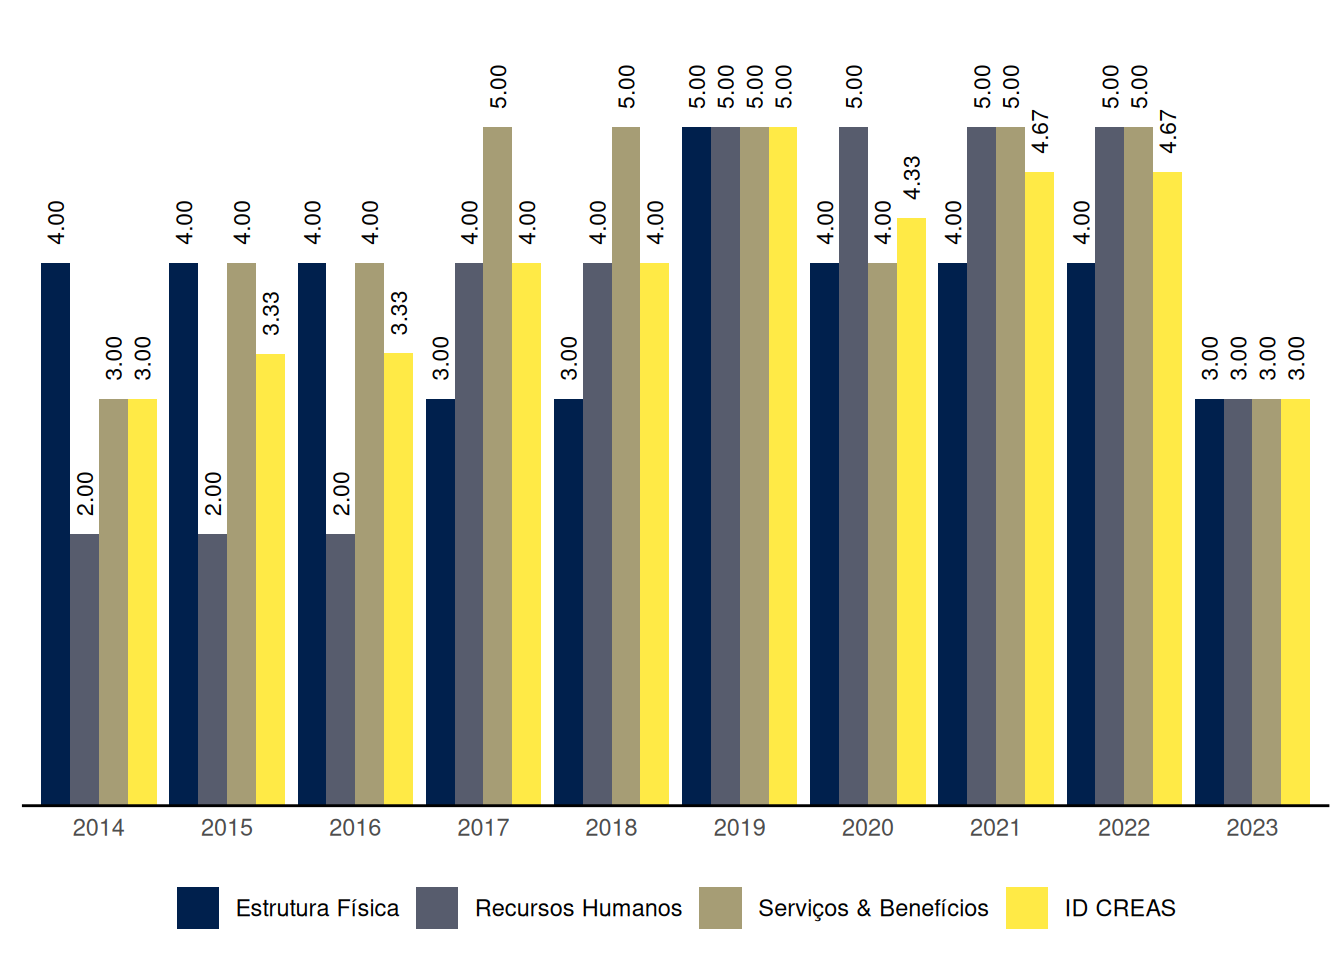 4.00 2.00 3.00 3.00 4.00 2.00 4.00 3.33 4.00 2.00 4.00 3.33 3.00 4.00 5.00 4.00 3.00 4.00 5.00 4.00 5.00 5.00 5.00 5.00 4.00 5.00 4.00 4.33 4.00 5.00 5.00 4.67 4.00 5.00 5.00 4.67 3.00 3.00 3.00 3.00
2014 2015 2016 2017 2018 2019 2020 2021 2022 2023
Estrutura Física Recursos Humanos Serviços & Benefícios ID CREAS